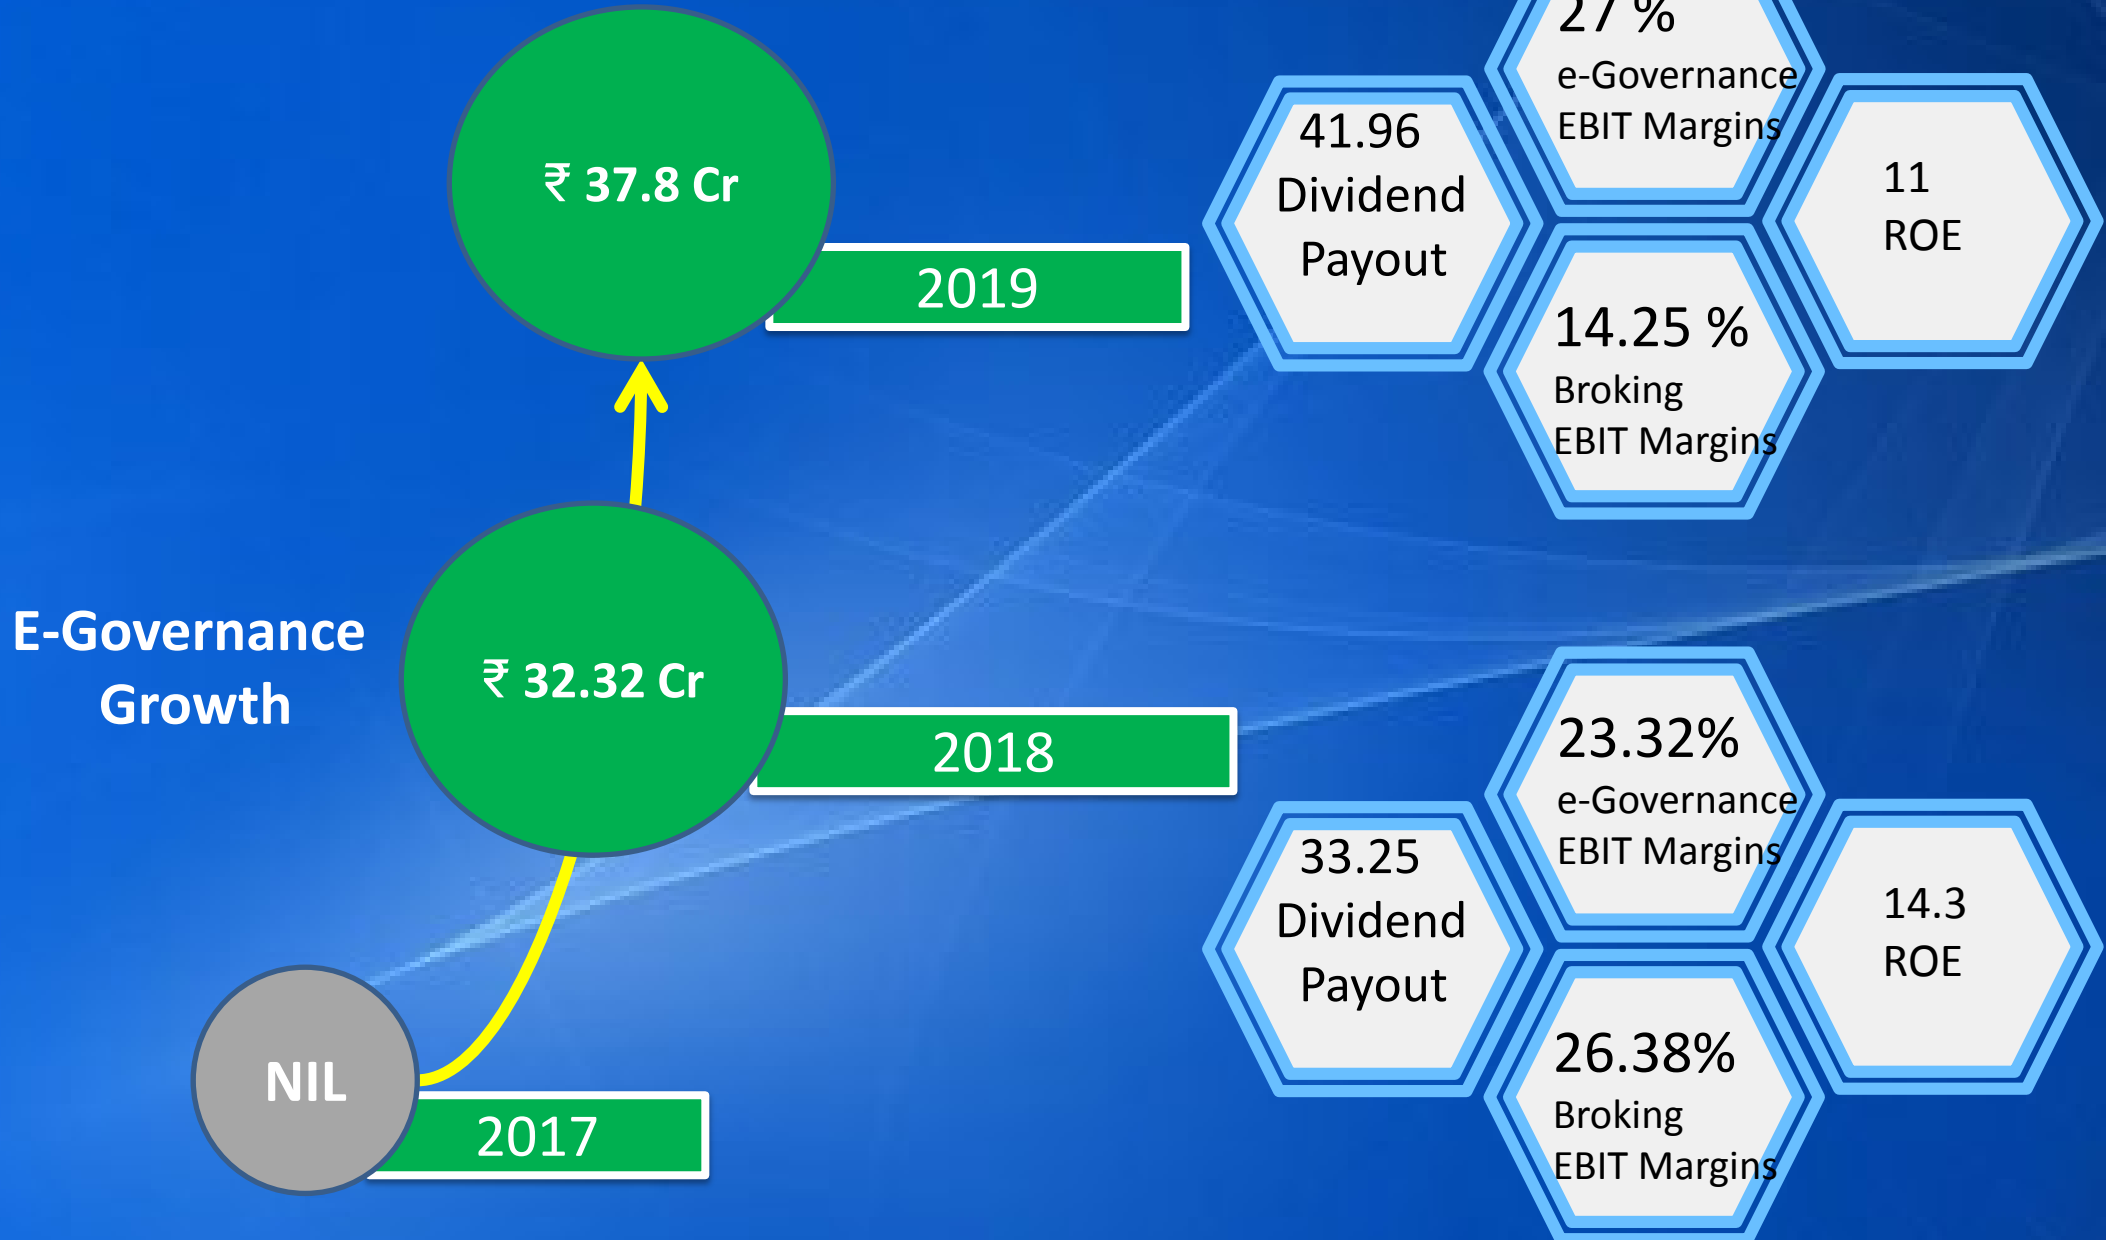 ₹ 37.8 Cr
2019
E-Governance
Growth
₹ 32.32 Cr
2018
NIL
2017
27 %
e-Governance
EBIT Margins
41.96
Dividend
Payout
11
ROE
14.25 %
Broking
EBIT Margins
23.32%
e-Governance
EBIT Margins
33.25
Dividend
Payout
14.3
ROE
26.38%
Broking
EBIT Margins